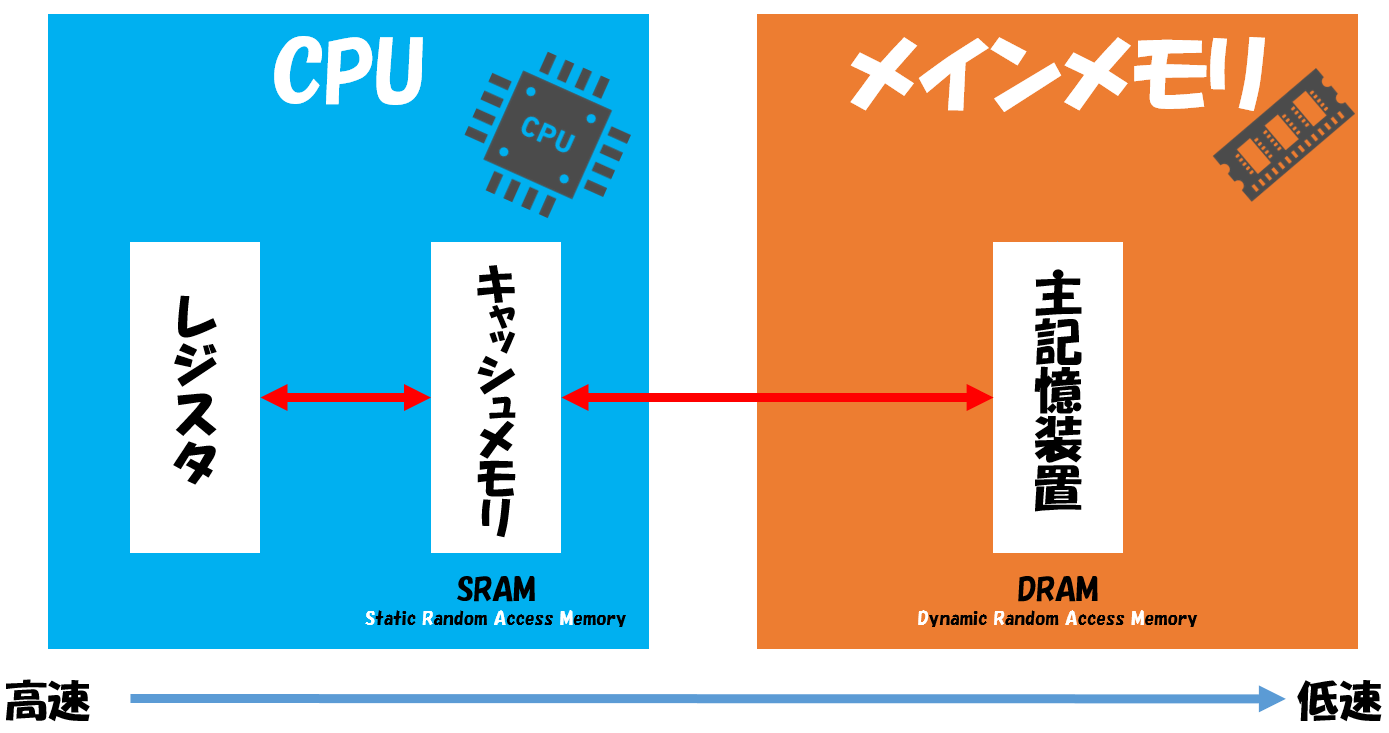 CPU
CPU
メインメモリ
レジスタ
キャッシュメモリ
主記憶装置
SRAM
Static Random Access Memory
DRAM
Dynamic Random Access Memory
高速
低速